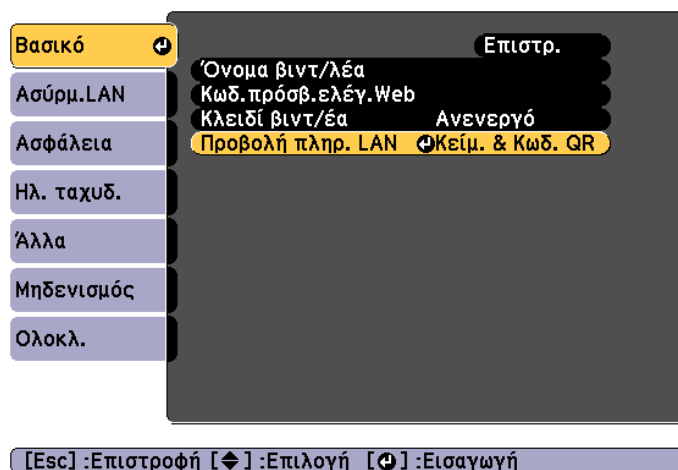 Βασικό
Ασύρμ.LAN
Ασφάλεια
Ηλ. ταχυδ.
Άλλα
Μηδενισμός
Ολοκλ.
Επιστρ.
Όνομα βιντ/λέα
Κωδ.πρόσβ.ελέγ.Web
Κλειδί βιντ/έα Ανενεργό
Προβολή πληρ. LAN Κείμ. & Κωδ. QR
[Esc] :Επιστροφή [◆] :Επιλογή [⏎] :Εισαγωγή